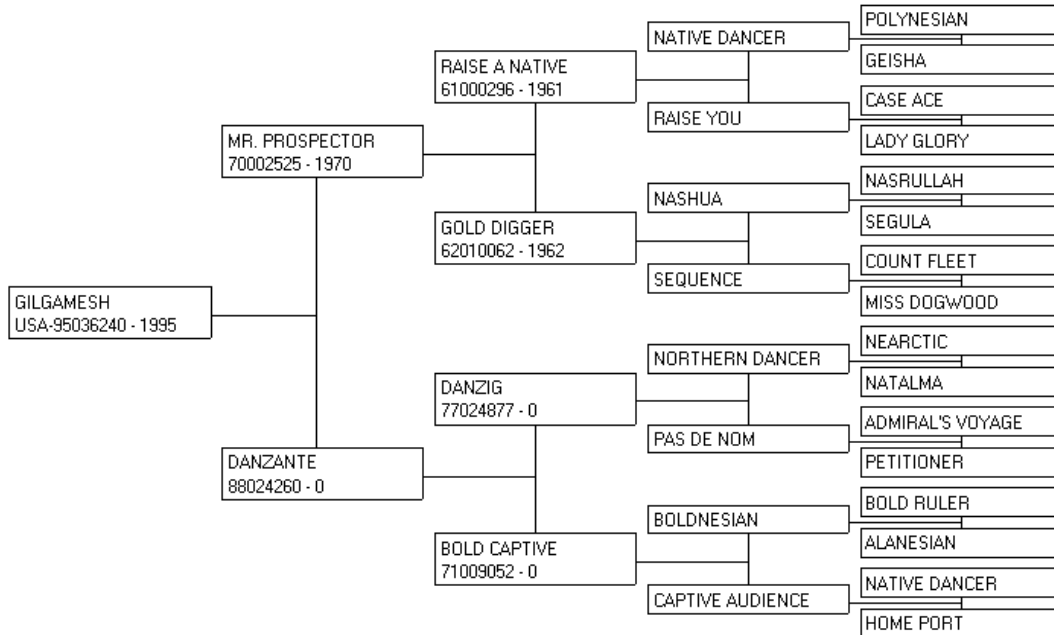 POLYNESIAN
NATIVE DANCER
GEISHA
RAISE A NATIVE
61000296 - 1961
CASE ACE
RAISE YOU
LADY GLORY
MR. PROSPECTOR
70002525 - 1970
NASRULLAH
NASHUA
SEGULA
GOLD DIGGER
62010062 - 1962
COUNT FLEET
SEQUENCE
MISS DOGWOOD
GILGAMESH
USA-95036240 - 1995
NEARCTIC
NORTHERN DANCER
NATALMA
DANZIG
77024877 - 0
ADMIRAL'S VOYAGE
PAS DE NOM
PETITIONER
DANZANTE
88024260 - 0
BOLD RULER
BOLDNESIAN
ALANESIAN
BOLD CAPTIVE
71009052 - 0
NATIVE DANCER
CAPTIVE AUDIENCE
HOME PORT